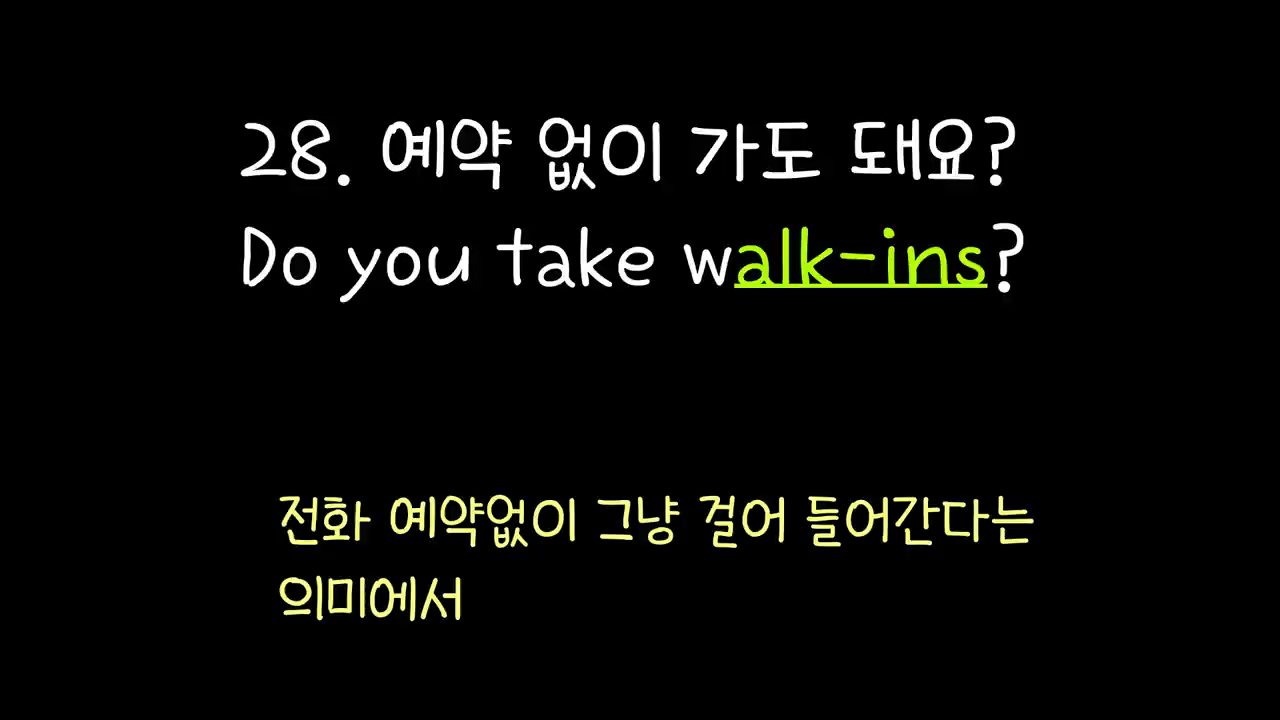 28. 예약 없이 가도 돼요?
Do you take walk-ins?
전화 예약없이 그냥 걸어 들어간다는
의미에서